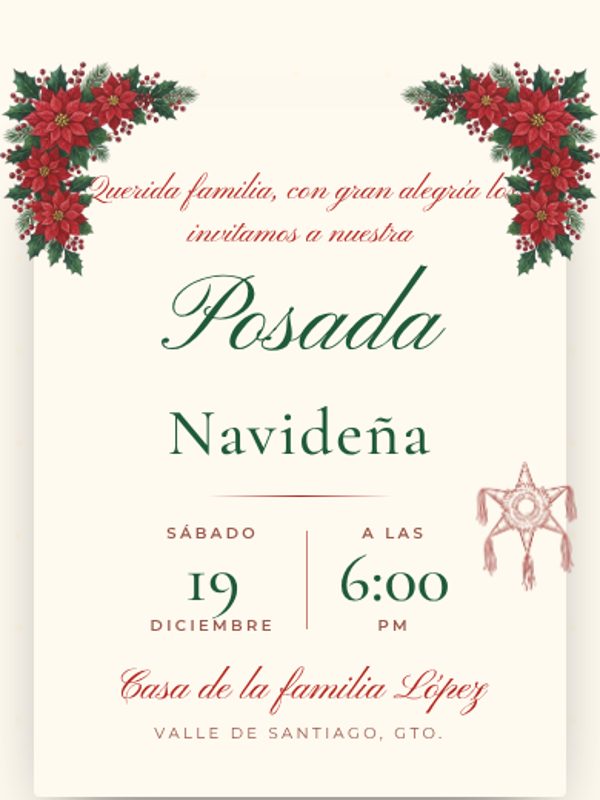 Querida familia, con gran alegría los
invitamos a nuestra
Posada
Navideña
SÁBADO
19
DICIEMBRE
A LAS
6:00
PM
Casa de la familia López
VALLE DE SANTIAGO, GTO.